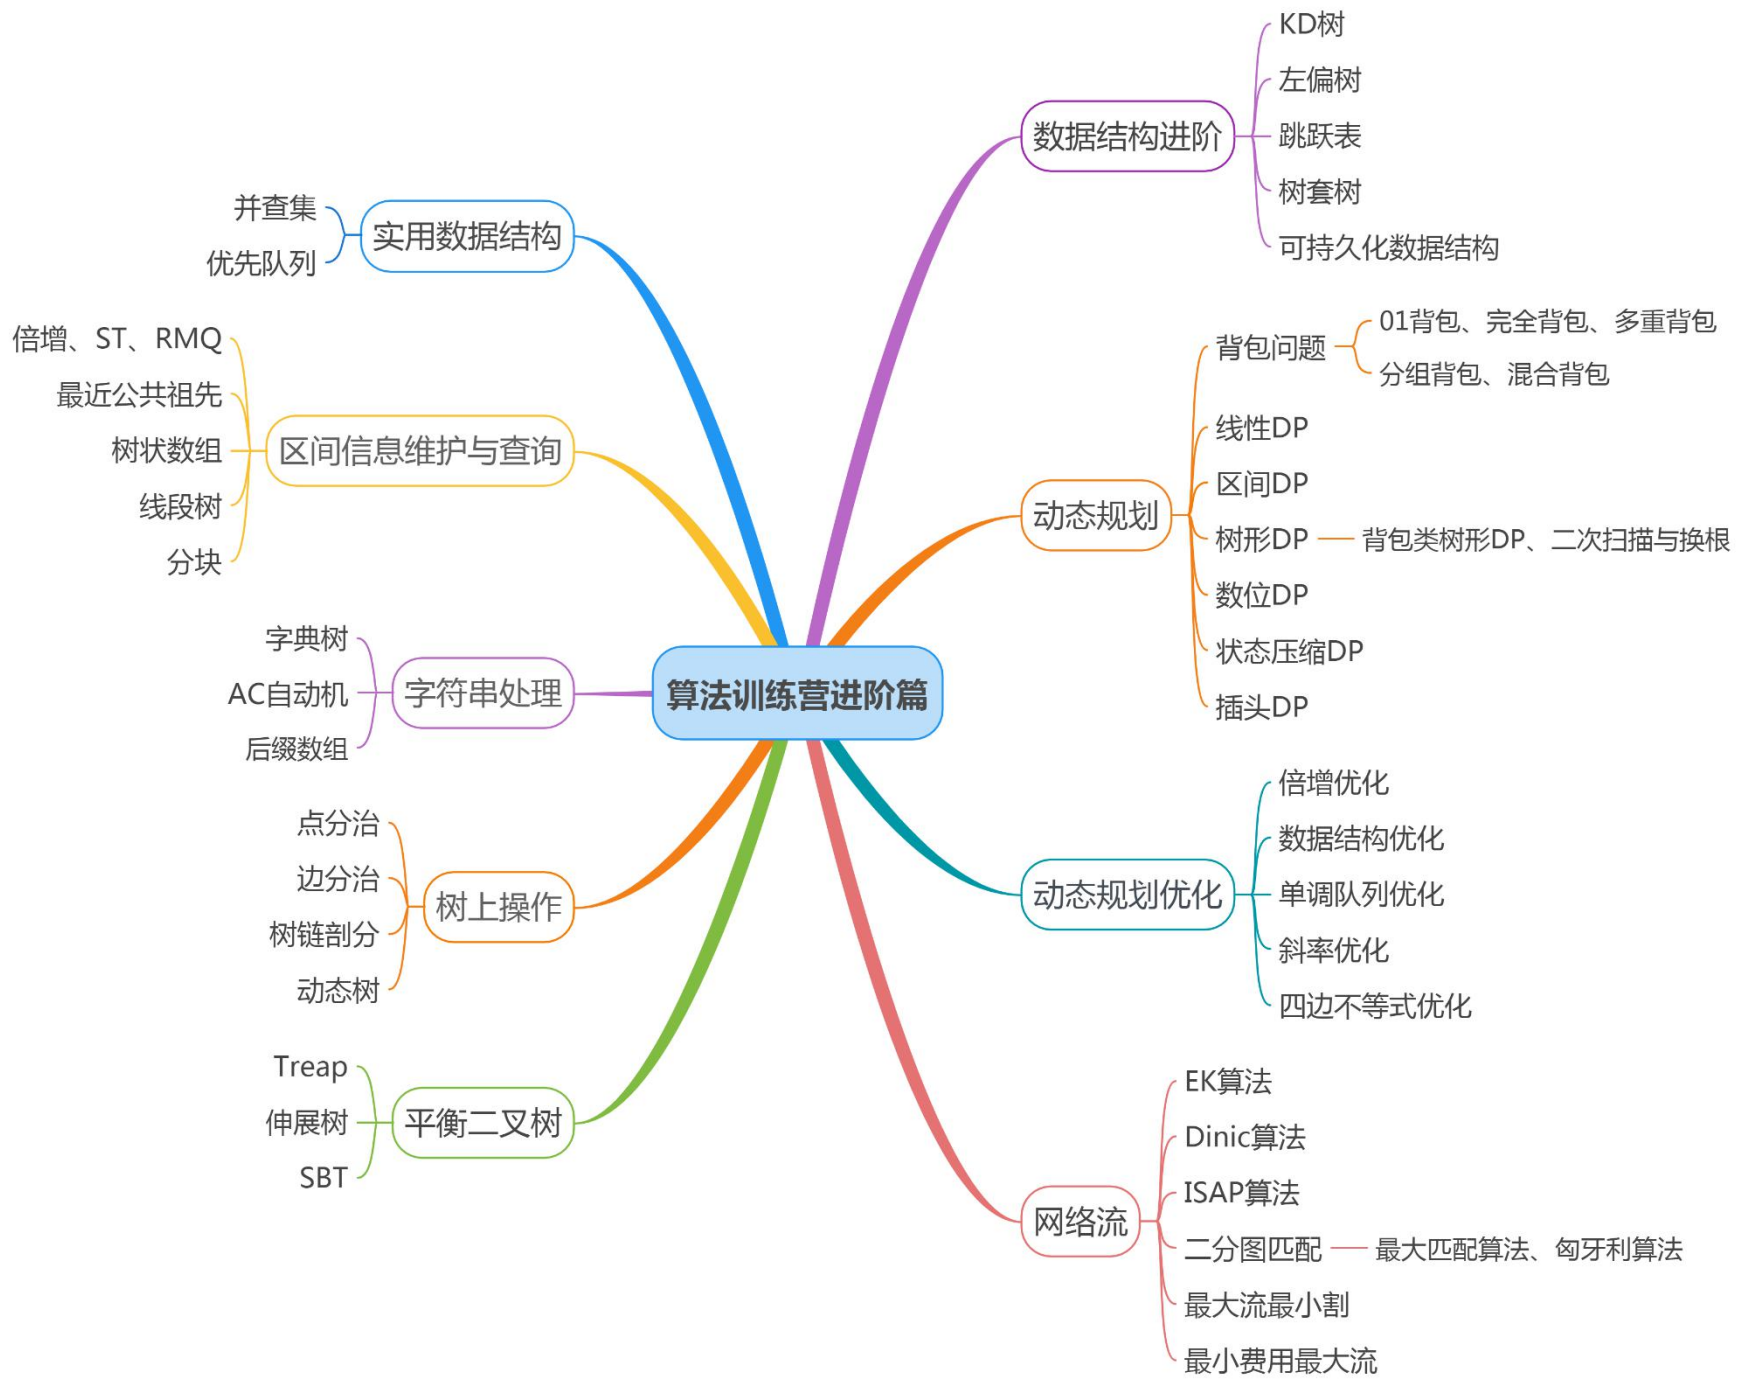 算法训练营进阶篇
实用数据结构
并查集
优先队列
区间信息维护与查询
倍增、ST、RMQ
最近公共祖先
树状数组
线段树
分块
字符串处理
字典树
AC自动机
后缀数组
树上操作
点分治
边分治
树链剖分
动态树
平衡二叉树
Treap
伸展树
SBT
数据结构进阶
KD树
左偏树
跳跃表
树套树
可持久化数据结构
动态规划
背包问题
01背包、完全背包、多重背包
分组背包、混合背包
线性DP
区间DP
树形DP
背包类树形DP、二次扫描与换根
数位DP
状态压缩DP
插头DP
动态规划优化
倍增优化
数据结构优化
单调队列优化
斜率优化
四边不等式优化
网络流
EK算法
Dinic算法
ISAP算法
二分图匹配
最大匹配算法、匈牙利算法
最大流最小割
最小费用最大流